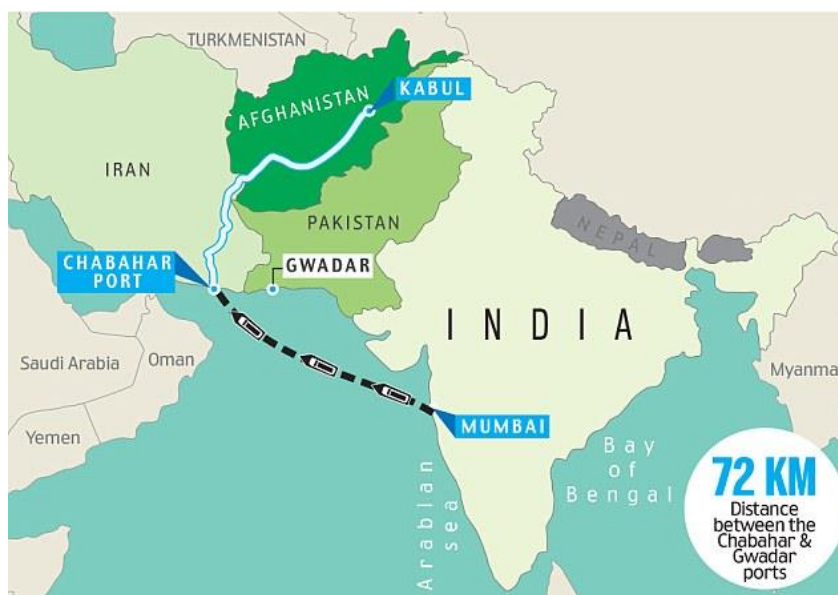 TURKMENISTAN
KABUL
AFGHANISTAN
IRAN
PAKISTAN
NEPAL
CHABAHAR
PORT
GWADAR
INDIA
Saudi Arabia
Oman
Myanma
Yemen
MUMBAI
Arabian
sea
Bay
of
Bengal
72 KM
Distance
between the
Chabahar &
Gwadar
ports